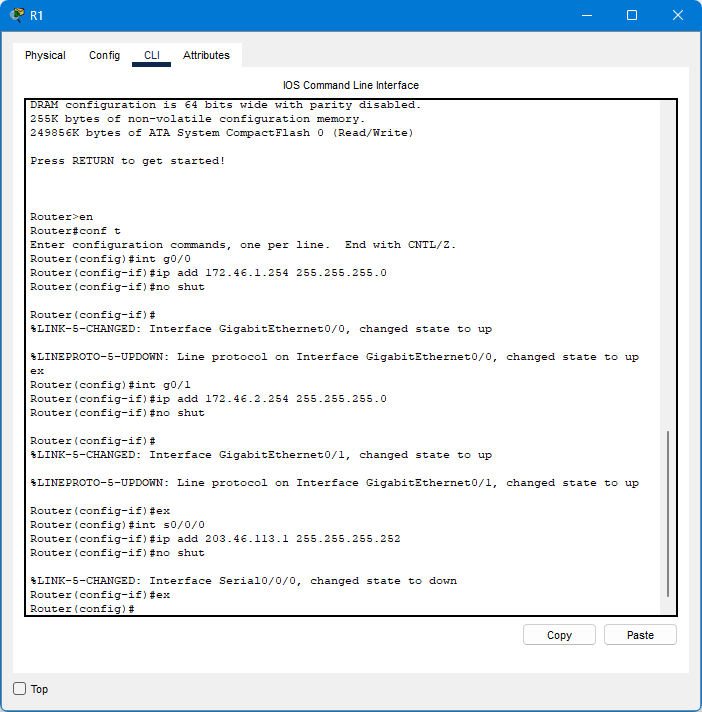 R1
Physical Config CLI Attributes
IOS Command Line Interface
DRAM configuration is 64 bits wide with parity disabled.
255K bytes of non-volatile configuration memory.
249856K bytes of ATA System CompactFlash 0 (Read/Write)
Press RETURN to get started!
Router>en
Router#conf t
Enter configuration commands, one per line.  End with CNTL/Z.
Router(config)#int g0/0
Router(config-if)#ip add 172.46.1.254 255.255.255.0
Router(config-if)#no shut
Router(config-if)#
%LINK-5-CHANGED: Interface GigabitEthernet0/0, changed state to up
%LINEPROTO-5-UPDOWN: Line protocol on Interface GigabitEthernet0/0, changed state to up
ex
Router(config)#int g0/1
Router(config-if)#ip add 172.46.2.254 255.255.255.0
Router(config-if)#no shut
Router(config-if)#
%LINK-5-CHANGED: Interface GigabitEthernet0/1, changed state to up
%LINEPROTO-5-UPDOWN: Line protocol on Interface GigabitEthernet0/1, changed state to up
Router(config-if)#ex
Router(config)#int s0/0/0
Router(config-if)#ip add 203.46.113.1 255.255.255.252
Router(config-if)#no shut
%LINK-5-CHANGED: Interface Serial0/0/0, changed state to down
Router(config-if)#ex
Router(config)#
Copy Paste
Top